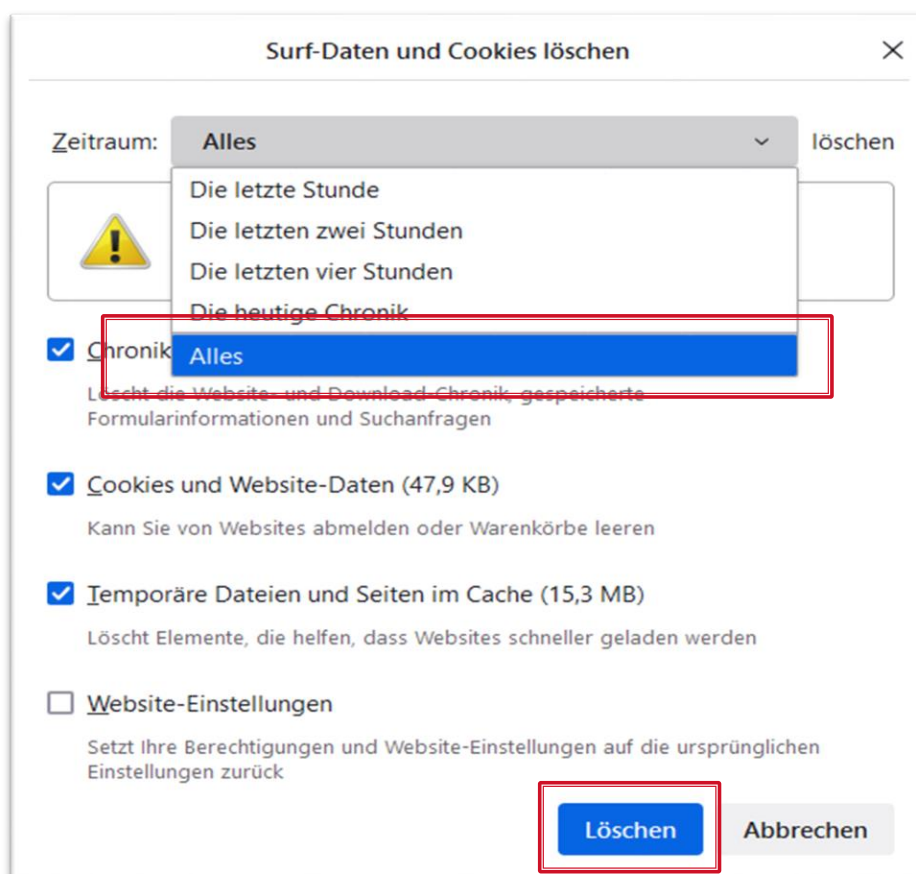 Surf-Daten und Cookies löschen
Zeitraum: Alles löschen
Die letzte Stunde
Die letzten zwei Stunden
Die letzten vier Stunden
Die heutige Chronik
Alles
Chronik
Löscht die Website- und Download-Chronik, gespeicherte
Formularinformationen und Suchanfragen
Cookies und Website-Daten (47,9 KB)
Kann Sie von Websites abmelden oder Warenkörbe leeren
Temporäre Dateien und Seiten im Cache (15,3 MB)
Löscht Elemente, die helfen, dass Websites schneller geladen werden
Website-Einstellungen
Setzt Ihre Berechtigungen und Website-Einstellungen auf die ursprünglichen
Einstellungen zurück
Löschen Abbrechen